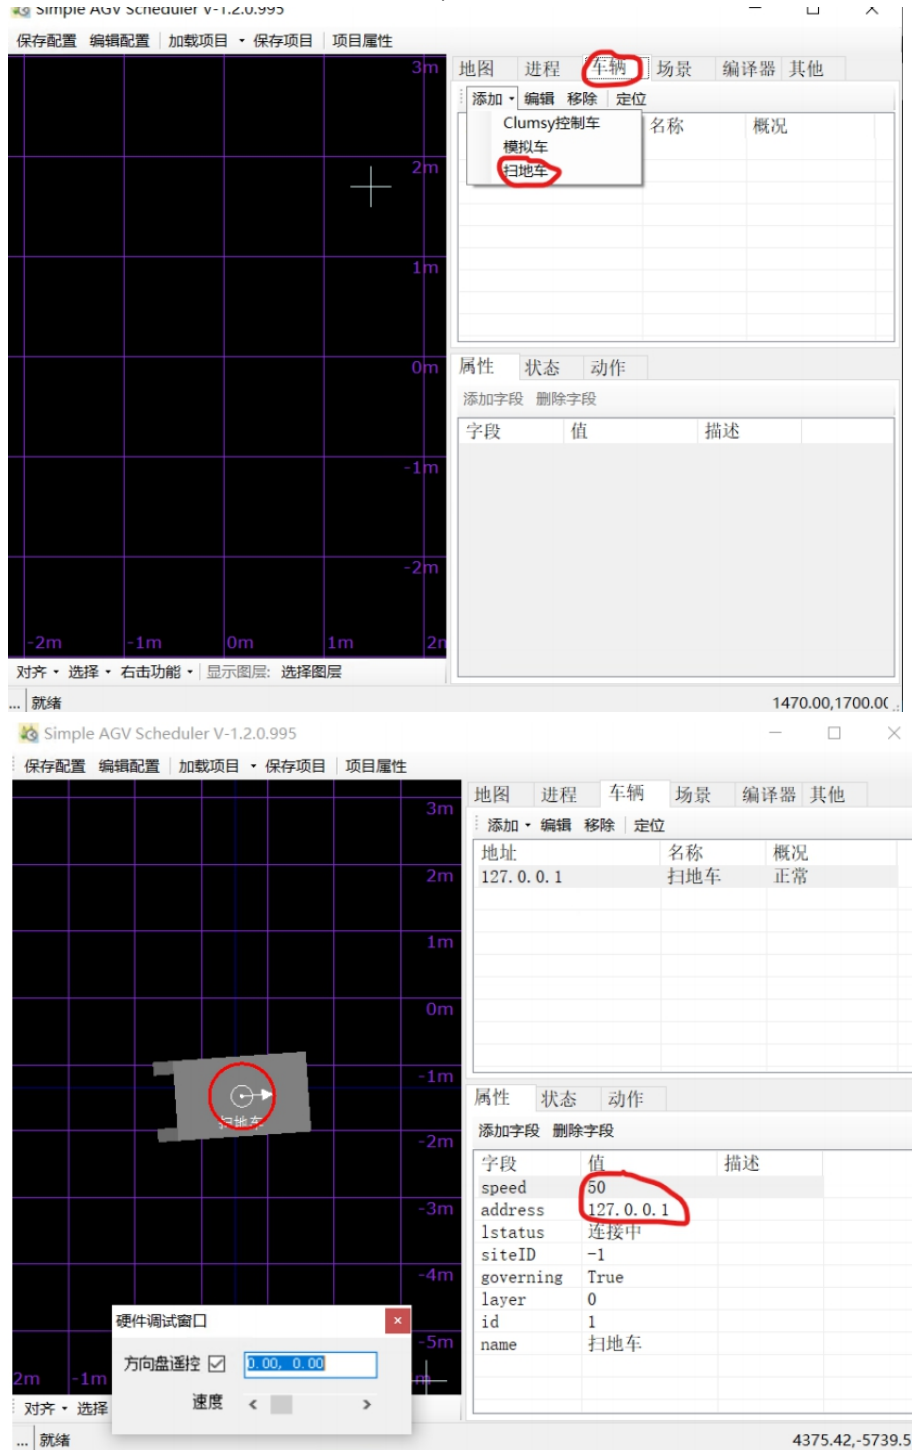 Simple AGV Scheduler V-1.2.0.995
保存配置 编辑配置 加载项目 保存项目 项目属性
地图 进程 车辆 场景 编译器 其他
添加 编辑 移除 定位
名称 概况
Clumsy控制车
模拟车
扫地车
3m
2m
1m
0m
-1m
-2m
-2m -1m 0m 1m 2m
属性 状态 动作
添加字段 删除字段
字段 值 描述
对齐 选择 右击功能 显示图层: 选择图层
... 就绪
1470.00,1700.00
Simple AGV Scheduler V-1.2.0.995
保存配置 编辑配置 加载项目 保存项目 项目属性
地图 进程 车辆 场景 编译器 其他
添加 编辑 移除 定位
地址 名称 概况
127.0.0.1 扫地车 正常
3m
2m
1m
0m
-1m
-2m
-3m
-4m
-5m
扫地车
2m -1m
属性 状态 动作
添加字段 删除字段
字段 值 描述
speed 50
address 127.0.0.1
lstatus 连接中
siteID -1
governing True
layer 0
id 1
name 扫地车
硬件调试窗口
方向盘遥控 0.00, 0.00
速度
对齐 选择
... 就绪
4375.42,-5739.5